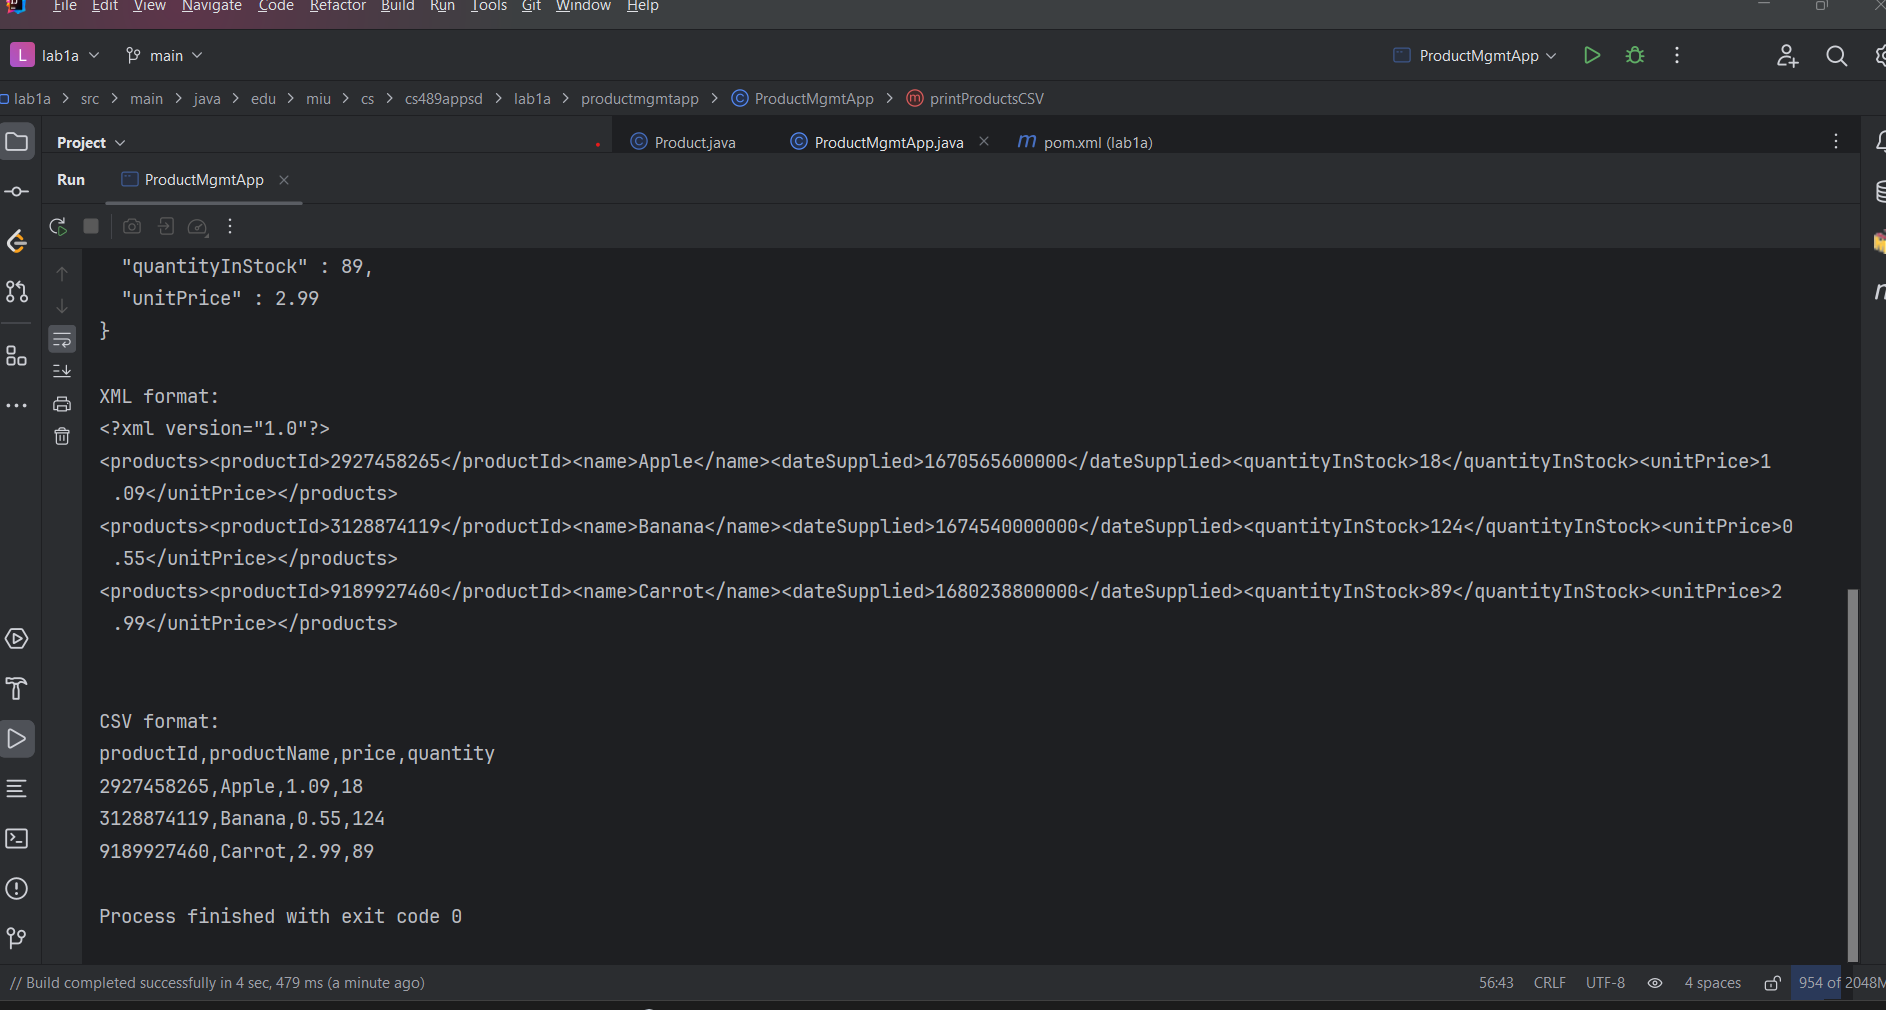 File Edit View Navigate Code Refactor Build Run Tools Git Window Help
L lab1a main ProductMgmtApp
lab1a > src > main > java > edu > miu > cs > cs489appsd > lab1a > productmgmtapp > C ProductMgmtApp > m printProductsCSV
Project C Product.java C ProductMgmtApp.java m pom.xml (lab1a)
Run ProductMgmtApp
"quantityInStock" : 89,
"unitPrice" : 2.99
}
XML format:
<?xml version="1.0"?>
<products><productId>2927458265</productId><name>Apple</name><dateSupplied>1670565600000</dateSupplied><quantityInStock>18</quantityInStock><unitPrice>1
.09</unitPrice></products>
<products><productId>3128874119</productId><name>Banana</name><dateSupplied>1674540000000</dateSupplied><quantityInStock>124</quantityInStock><unitPrice>0
.55</unitPrice></products>
<products><productId>9189927460</productId><name>Carrot</name><dateSupplied>1680238800000</dateSupplied><quantityInStock>89</quantityInStock><unitPrice>2
.99</unitPrice></products>
CSV format:
productId,productName,price,quantity
2927458265,Apple,1.09,18
3128874119,Banana,0.55,124
9189927460,Carrot,2.99,89
Process finished with exit code 0
// Build completed successfully in 4 sec, 479 ms (a minute ago) 56:43 CRLF UTF-8 4 spaces 954 of 2048M